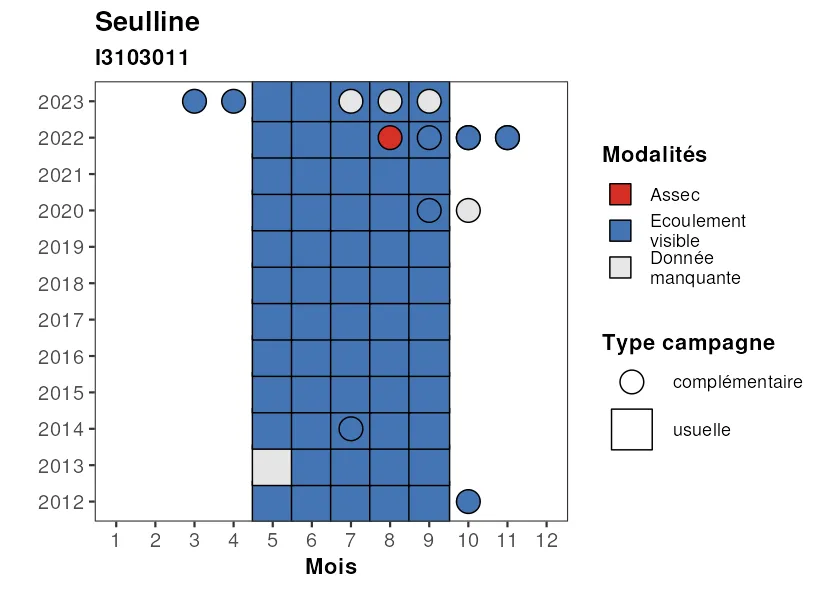 Seulline
I3103011
2023
2022
2021
2020
2019
2018
2017
2016
2015
2014
2013
2012
1 2 3 4 5 6 7 8 9 10 11 12
Mois
Modalités
Assec
Ecoulement
visible
Donnée
manquante
Type campagne
complémentaire
usuelle